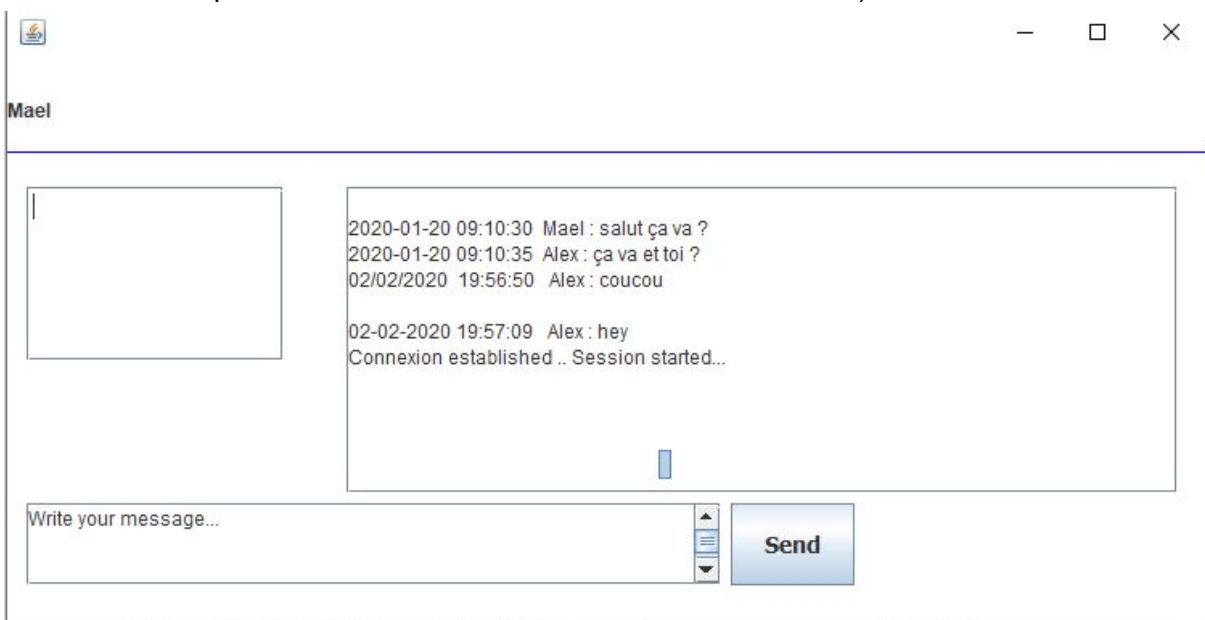 Mael
2020-01-20 09:10:30 Mael : salut ça va ?
2020-01-20 09:10:35 Alex : ça va et toi ?
02/02/2020 19:56:50 Alex : coucou
02-02-2020 19:57:09 Alex : hey
Connexion established .. Session started...
Write your message...
Send